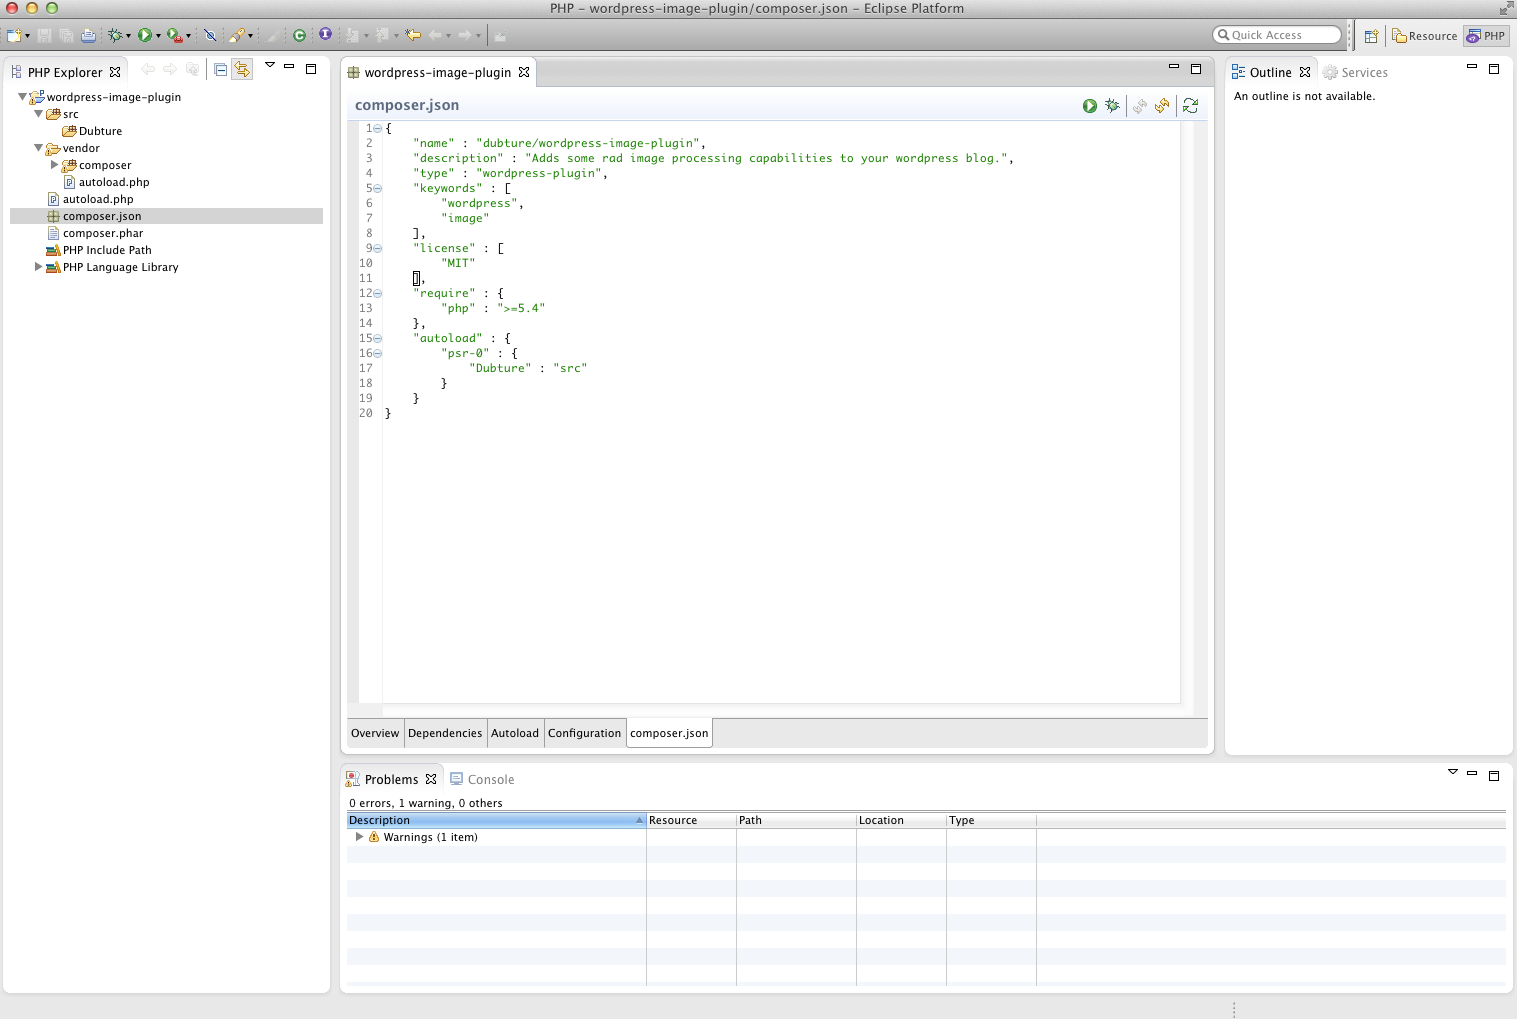 PHP – wordpress-image-plugin/composer.json – Eclipse Platform
Quick Access
Resource
PHP
PHP Explorer
wordpress-image-plugin
src
Dubture
vendor
composer
autoload.php
autoload.php
composer.json
composer.phar
PHP Include Path
PHP Language Library
wordpress-image-plugin
composer.json
1 {
2 "name" : "dubture/wordpress-image-plugin",
3 "description" : "Adds some rad image processing capabilities to your wordpress blog.",
4 "type" : "wordpress-plugin",
5 "keywords" : [
6 "wordpress",
7 "image"
8 ],
9 "license" : [
10 "MIT"
11 ],
12 "require" : {
13 "php" : ">=5.4"
14 },
15 "autoload" : {
16 "psr-0" : {
17 "Dubture" : "src"
18 }
19 }
20 }
Overview Dependencies Autoload Configuration composer.json
Outline Services
An outline is not available.
Problems Console
0 errors, 1 warning, 0 others
Description Resource Path Location Type
Warnings (1 item)